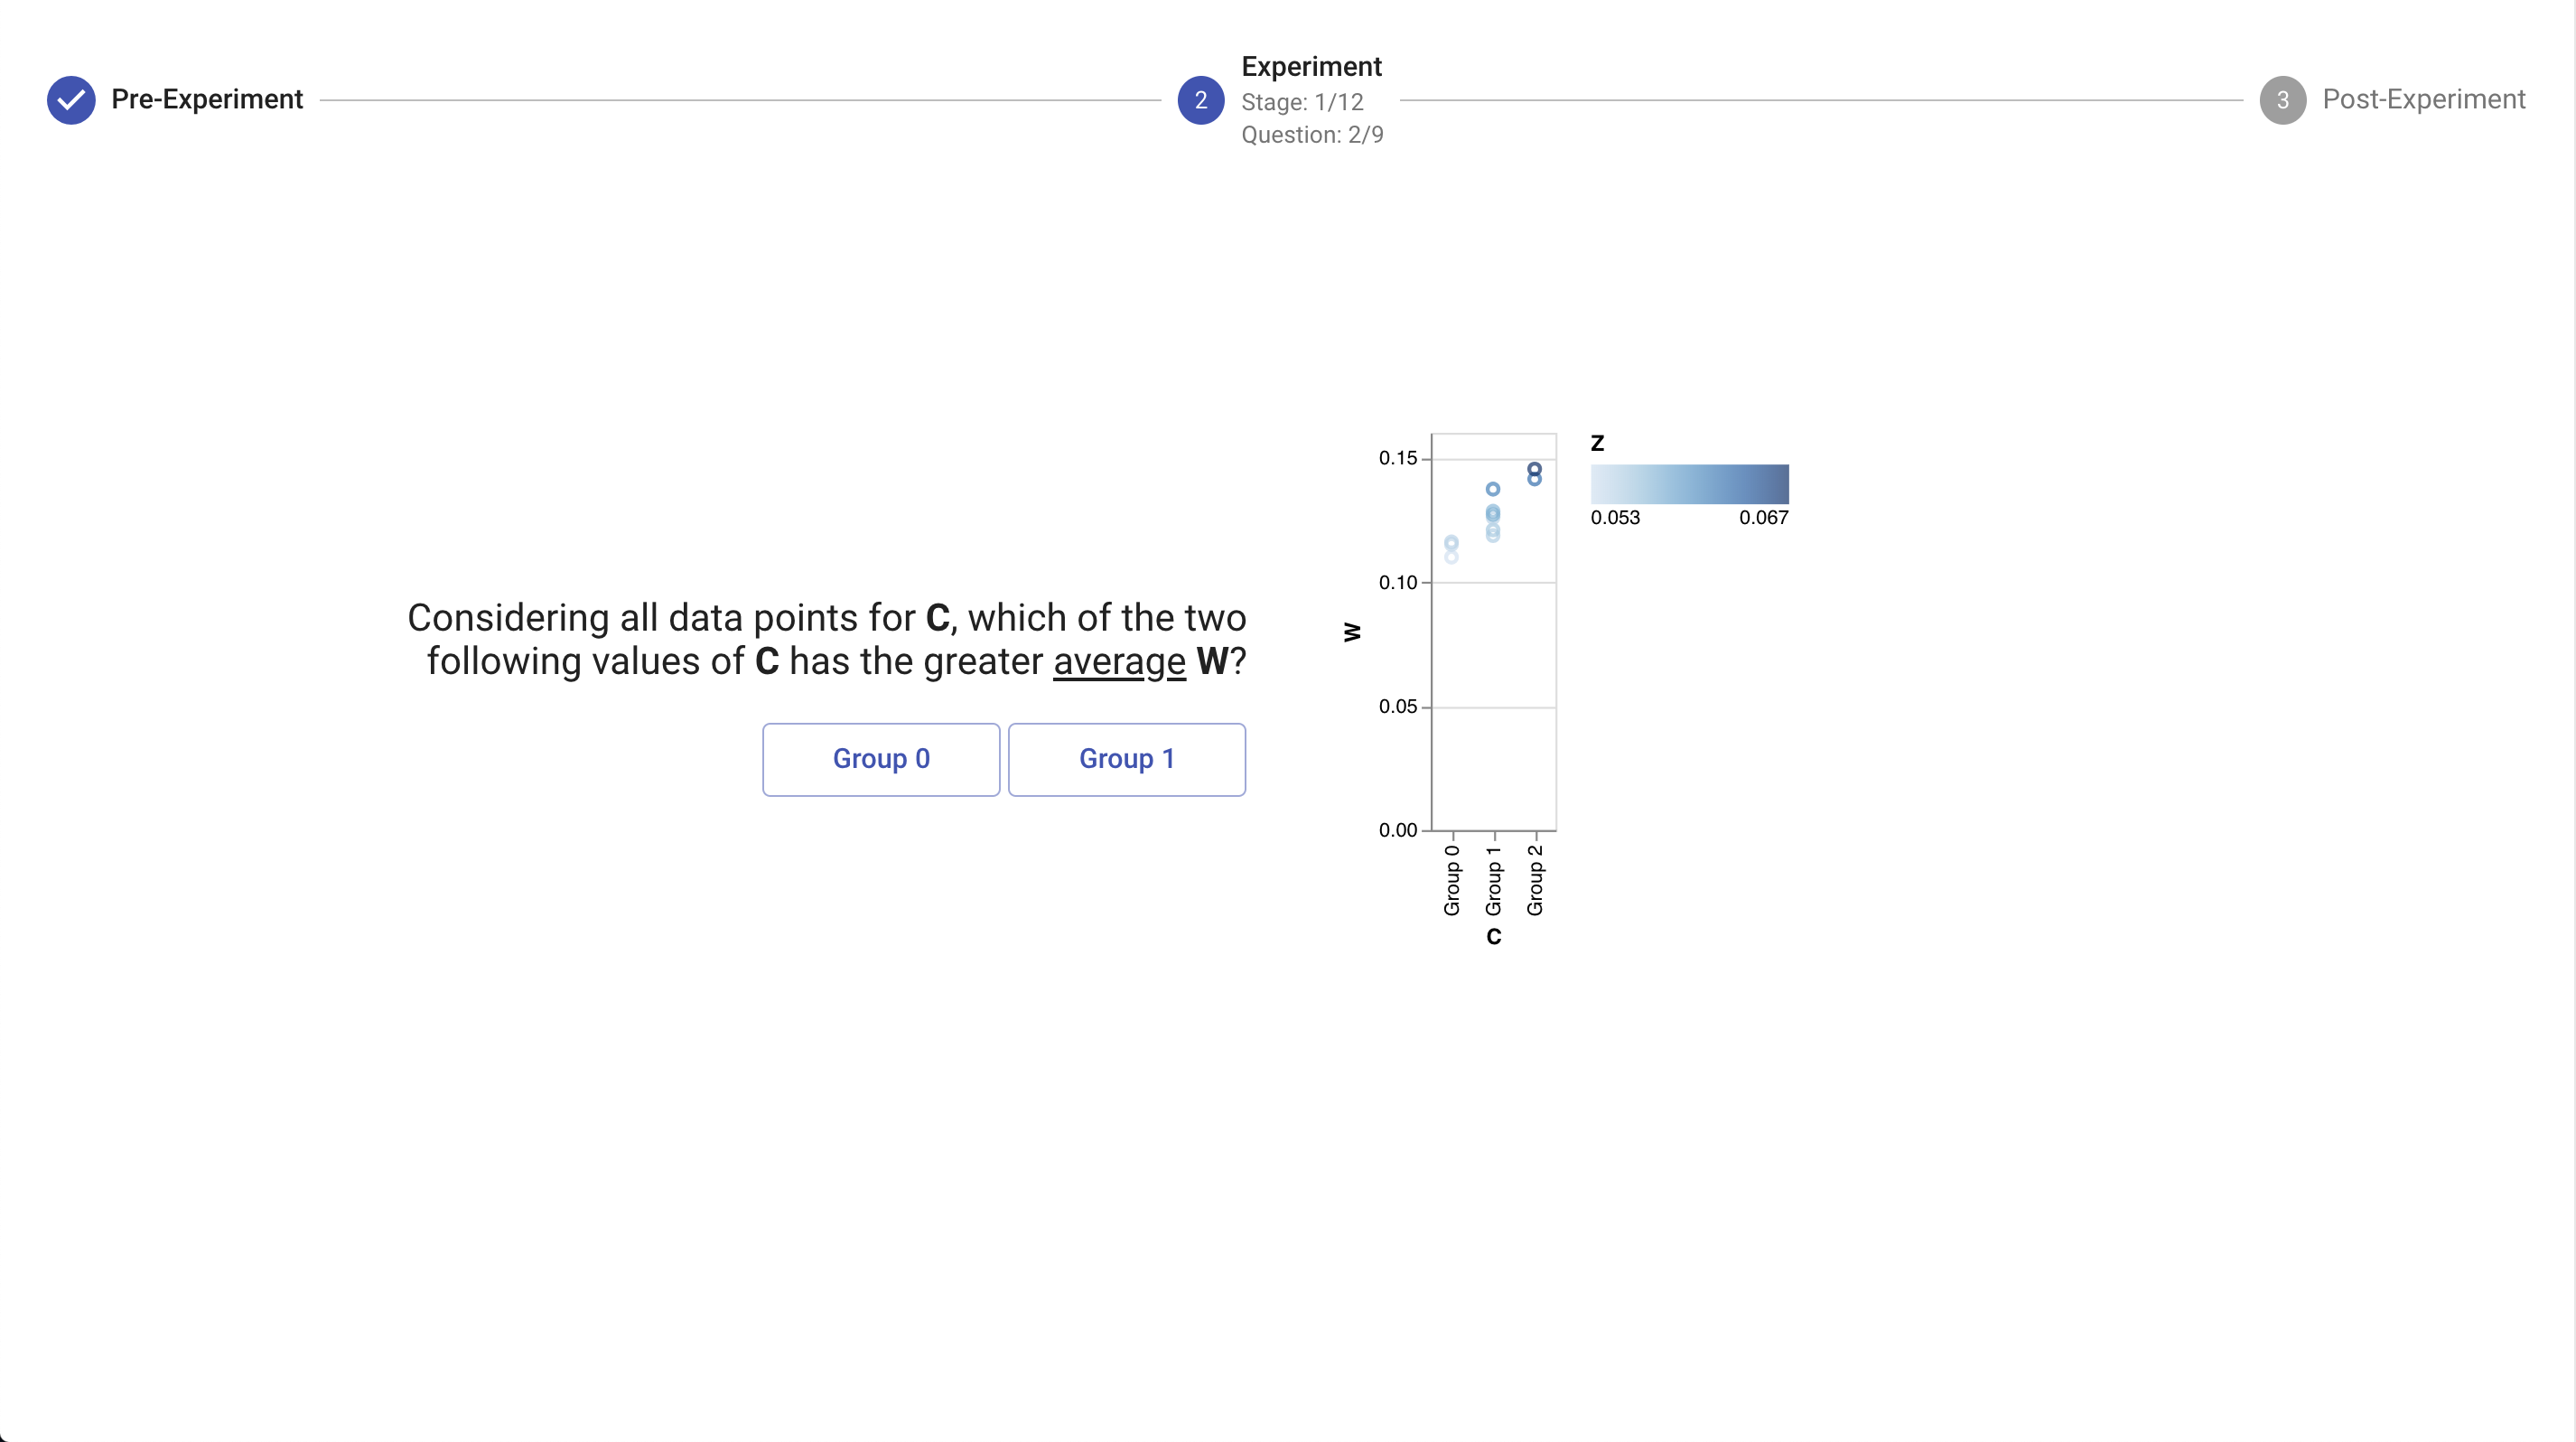 Pre-Experiment
2
Experiment
Stage: 1/12
Question: 2/9
3
Post-Experiment
Considering all data points for C, which of the two
following values of C has the greater average W?
Group 0
Group 1
0.15
0.10
0.05
0.00
W
Group 0
Group 1
Group 2
C
Z
0.053
0.067